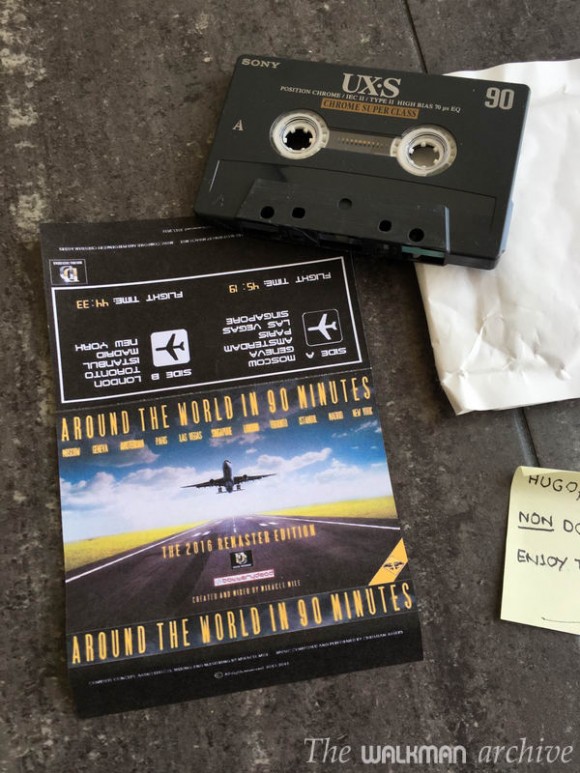 SONY
UX·S
POSITION CHROME / IEC II / TYPE II HIGH BIAS 70 µs EQ
CHROME SUPER CLASS
90
A
FLIGHT TIME: 45:19
FLIGHT TIME: 44:33
SIDE A
MOSCOW
GENEVA
AMSTERDAM
PARIS
LAS VEGAS
SINGAPORE
SIDE B
LONDON
TORONTO
ISTANBUL
MADRID
NEW YORK
AROUND THE WORLD IN 90 MINUTES
MOSCOW GENEVA AMSTERDAM PARIS LAS VEGAS SINGAPORE LONDON TORONTO ISTANBUL MADRID NEW YORK
THE 2016 REMASTER EDITION
CREATED AND MIXED BY MIRACLE MILL
AROUND THE WORLD IN 90 MINUTES
HUGO,
NON DO
ENJOY T
The WALKMAN archive